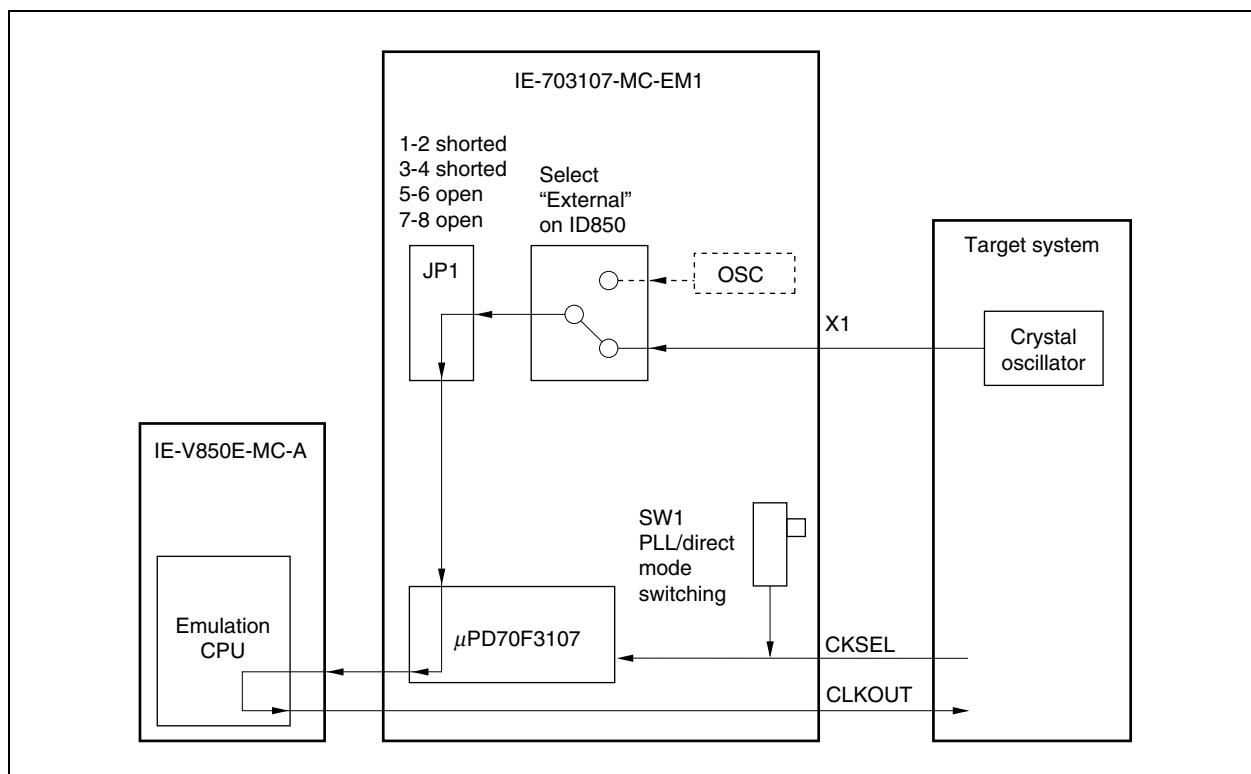 IE-703107-MC-EM1
1-2 shorted
3-4 shorted
5-6 open
7-8 open
Select
“External”
on ID850
JP1
OSC
Target system
X1
Crystal
oscillator
IE-V850E-MC-A
SW1
PLL/direct
mode
switching
Emulation
CPU
μPD70F3107
CKSEL
CLKOUT